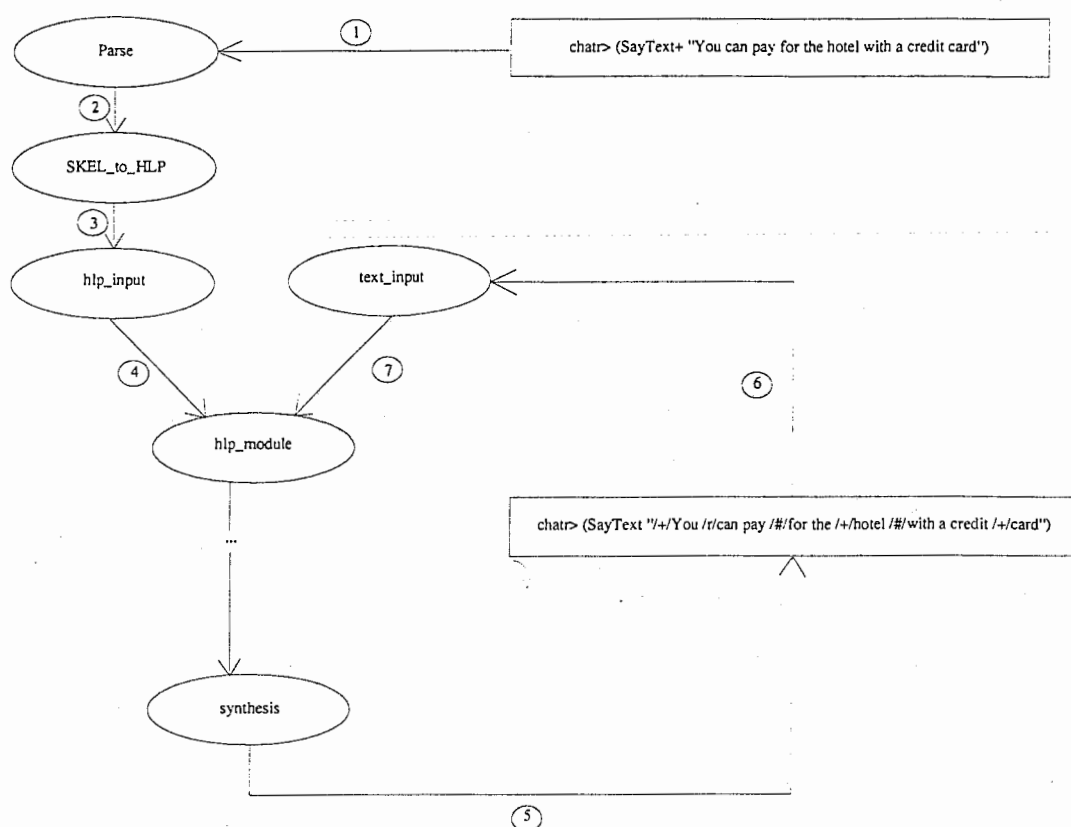 1
Parse
chatr> (SayText+ "You can pay for the hotel with a credit card")
2
SKEL_to_HLP
3
hlp_input
text_input
4
7
6
hlp_module
chatr> (SayText "/+/You /r/can pay /#/for the /+/hotel /#/with a credit /+/card")
...
synthesis
5